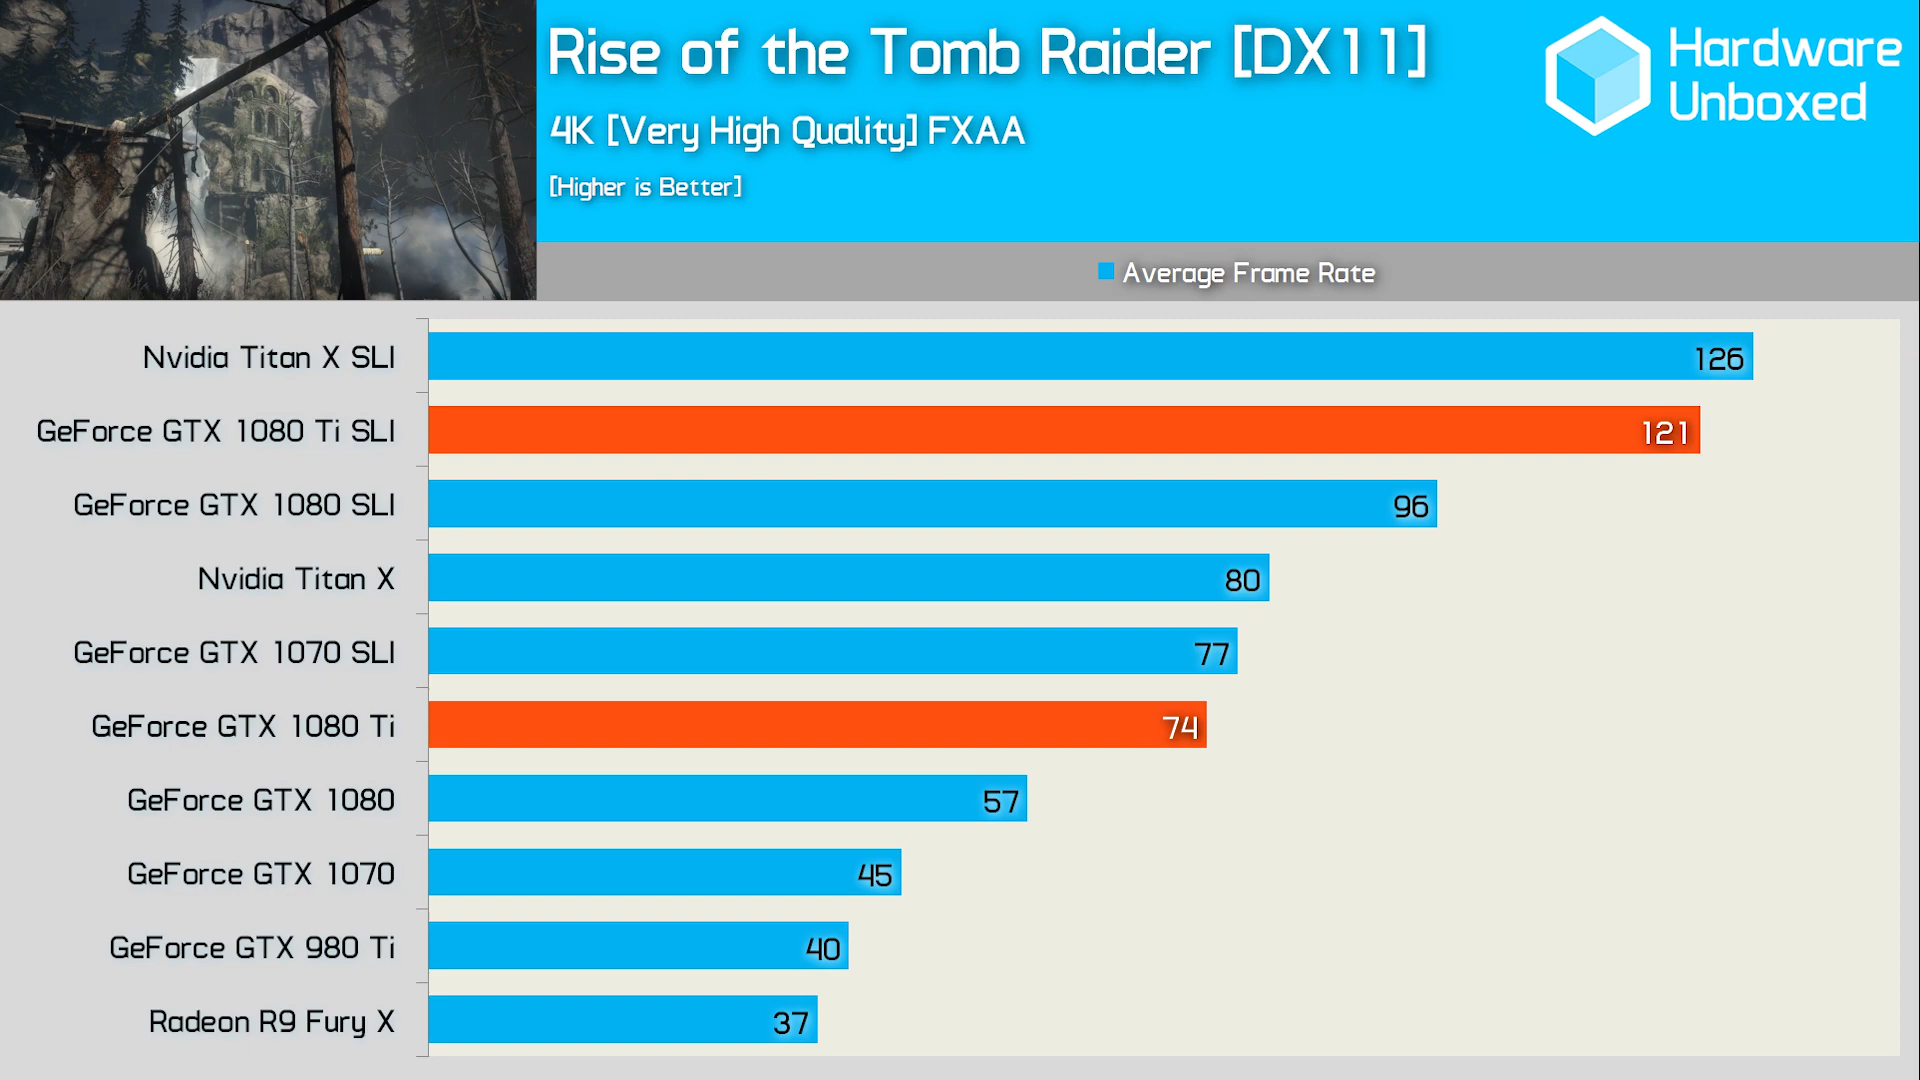 Rise of the Tomb Raider [DX11]
4K [Very High Quality] FXAA
[Higher is Better]
Hardware
Unboxed
Average Frame Rate
Nvidia Titan X SLI 126
GeForce GTX 1080 Ti SLI 121
GeForce GTX 1080 SLI 96
Nvidia Titan X 80
GeForce GTX 1070 SLI 77
GeForce GTX 1080 Ti 74
GeForce GTX 1080 57
GeForce GTX 1070 45
GeForce GTX 980 Ti 40
Radeon R9 Fury X 37